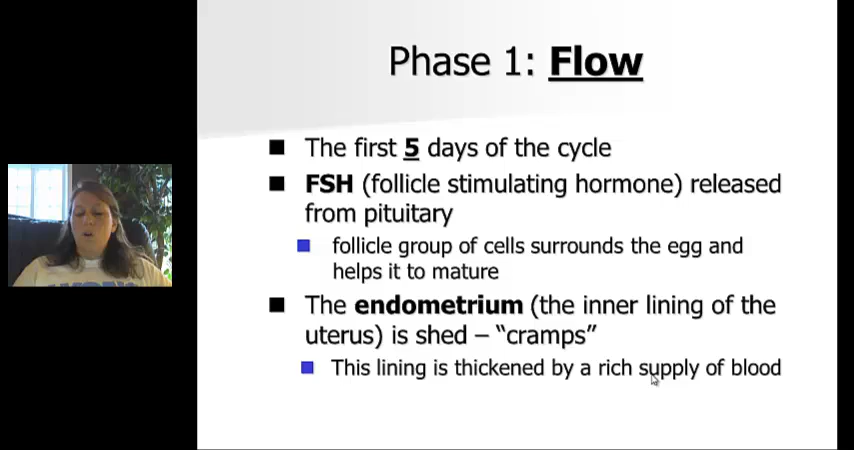 Phase 1: Flow
The first 5 days of the cycle
FSH (follicle stimulating hormone) released
from pituitary
follicle group of cells surrounds the egg and
helps it to mature
The endometrium (the inner lining of the
uterus) is shed – “cramps”
This lining is thickened by a rich supply of blood